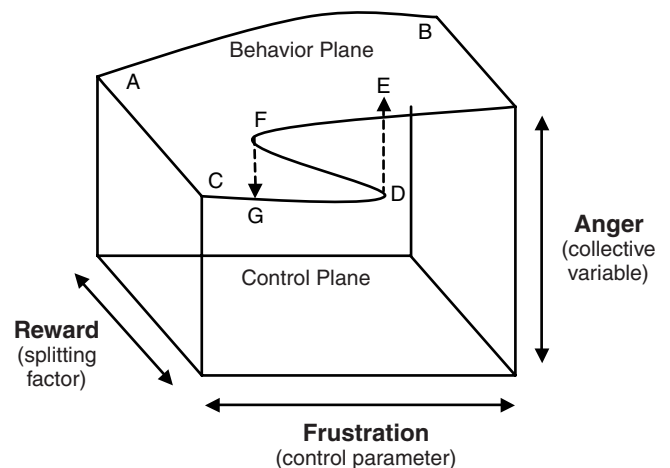 B
Behavior Plane
A
E
F
C
D
G
Anger
(collective
variable)
Control Plane
Reward
(splitting
factor)
Frustration
(control parameter)